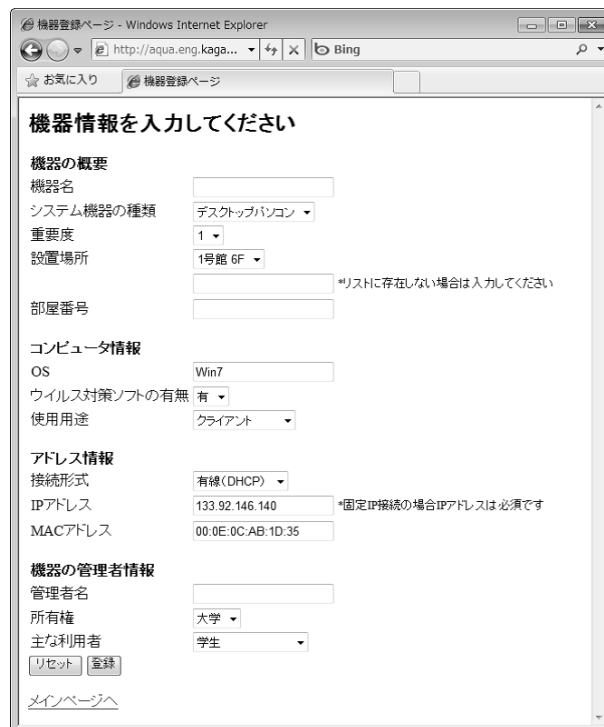 機器登録ページ - Windows Internet Explorer
http://aqua.eng.kaga...
Bing
お気に入り
機器登録ページ
機器情報を入力してください
機器の概要
機器名
システム機器の種類 デスクトップパソコン
重要度 1
設置場所 1号館 6F
*リストに存在しない場合は入力してください
部屋番号
コンピュータ情報
OS Win7
ウイルス対策ソフトの有無 有
使用用途 クライアント
アドレス情報
接続形式 有線(DHCP)
IPアドレス 133.92.146.140 *固定IP接続の場合IPアドレスは必須です
MACアドレス 00:0E:0C:AB:1D:35
機器の管理者情報
管理者名
所有権 大学
主な利用者 学生
リセット 登録
メインページへ